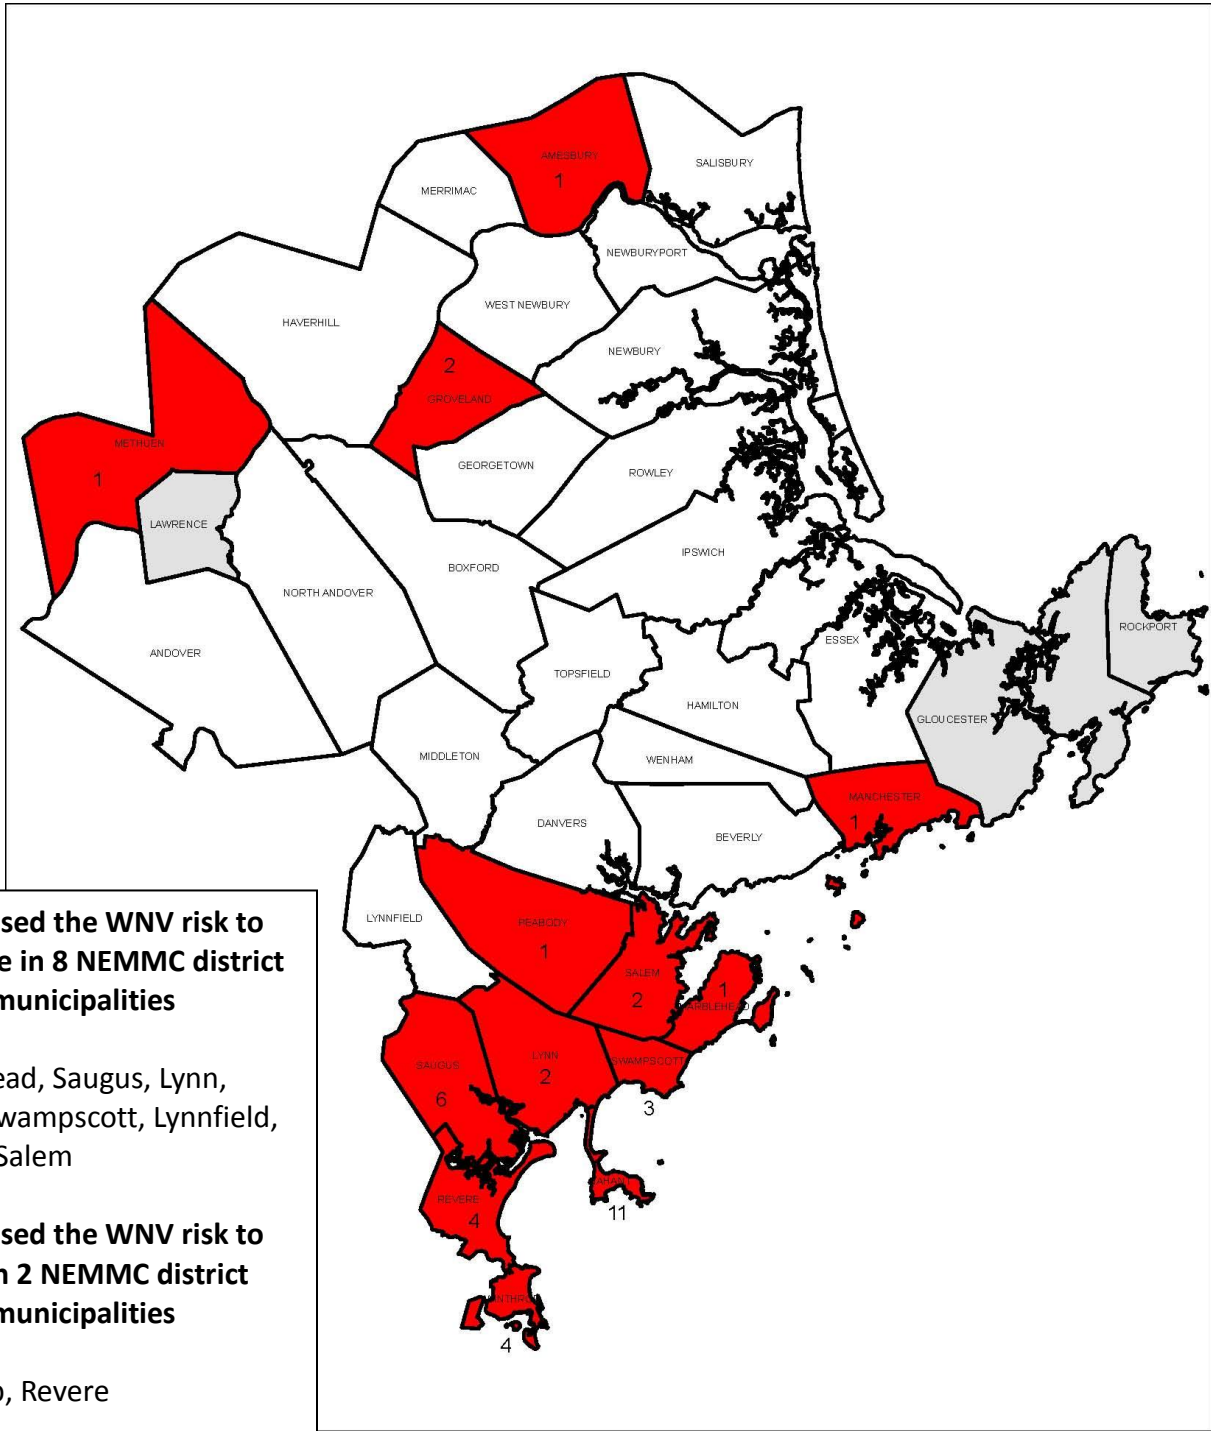 AMESBURY
1
SALISBURY
MERRIMAC
NEWBURYPORT
WEST NEWBURY
HAVERHILL
NEWBURY
2
GROVELAND
METHUEN
1
GEORGETOWN
ROWLEY
LAWRENCE
IPSWICH
BOXFORD
NORTH ANDOVER
ROCKPORT
ESSEX
ANDOVER
TOPSFIELD
HAMILTON
GLOUCESTER
MIDDLETON
WENHAM
MANCHESTER
1
DANVERS
BEVERLY
LYNNFIELD
PEABODY
1
SALEM
2
1
ARBLEHEAD
LYNN
2
SWAMPSCOTT
3
SAUGUS
6
AHANT
11
REVERE
4
INTHRO
4
sed the WNV risk to
e in 8 NEMMC district
municipalities
ead, Saugus, Lynn,
wampscott, Lynnfield,
Salem
sed the WNV risk to
n 2 NEMMC district
municipalities
o, Revere